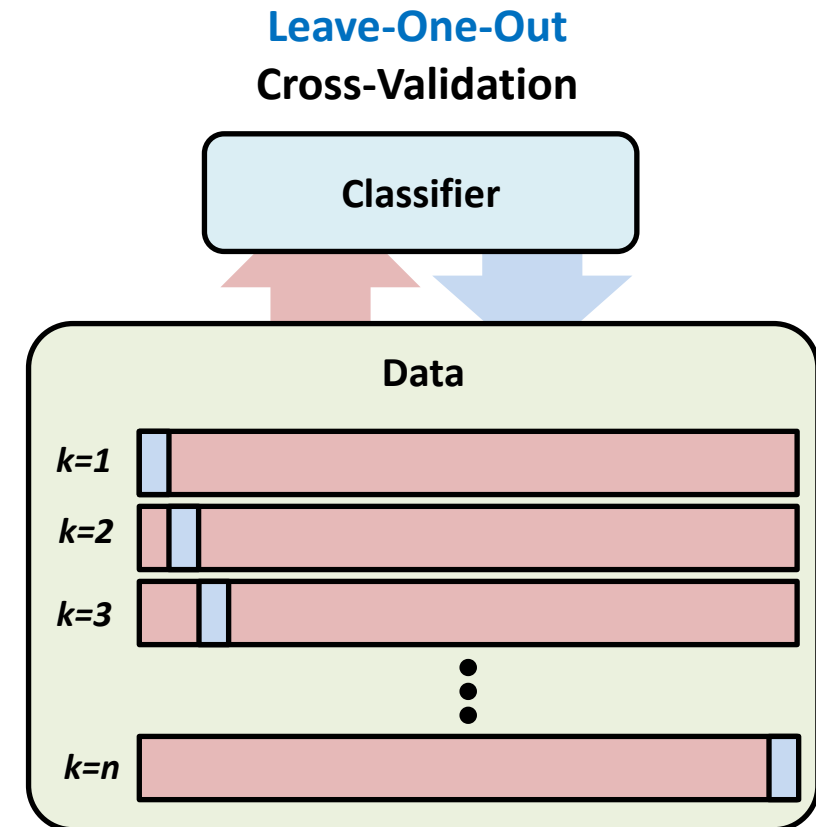 Leave-One-Out
Cross-Validation
Classifier
Data
k=1
k=2
k=3
k=n